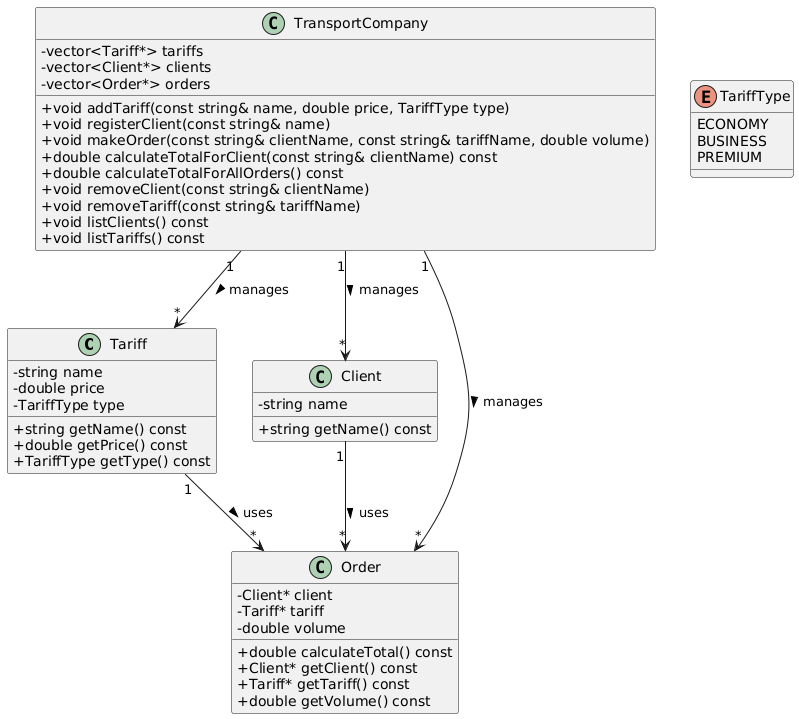 C TransportCompany
-vector<Tariff*> tariffs
-vector<Client*> clients
-vector<Order*> orders
+void addTariff(const string& name, double price, TariffType type)
+void registerClient(const string& name)
+void makeOrder(const string& clientName, const string& tariffName, double volume)
+double calculateTotalForClient(const string& clientName) const
+double calculateTotalForAllOrders() const
+void removeClient(const string& clientName)
+void removeTariff(const string& tariffName)
+void listClients() const
+void listTariffs() const
E TariffType
ECONOMY
BUSINESS
PREMIUM
1 1 1
manages manages
* *
C Tariff
-string name
-double price
-TariffType type
+string getName() const
+double getPrice() const
+TariffType getType() const
C Client
-string name
+string getName() const
manages
1 1
uses uses
* * *
C Order
-Client* client
-Tariff* tariff
-double volume
+double calculateTotal() const
+Client* getClient() const
+Tariff* getTariff() const
+double getVolume() const